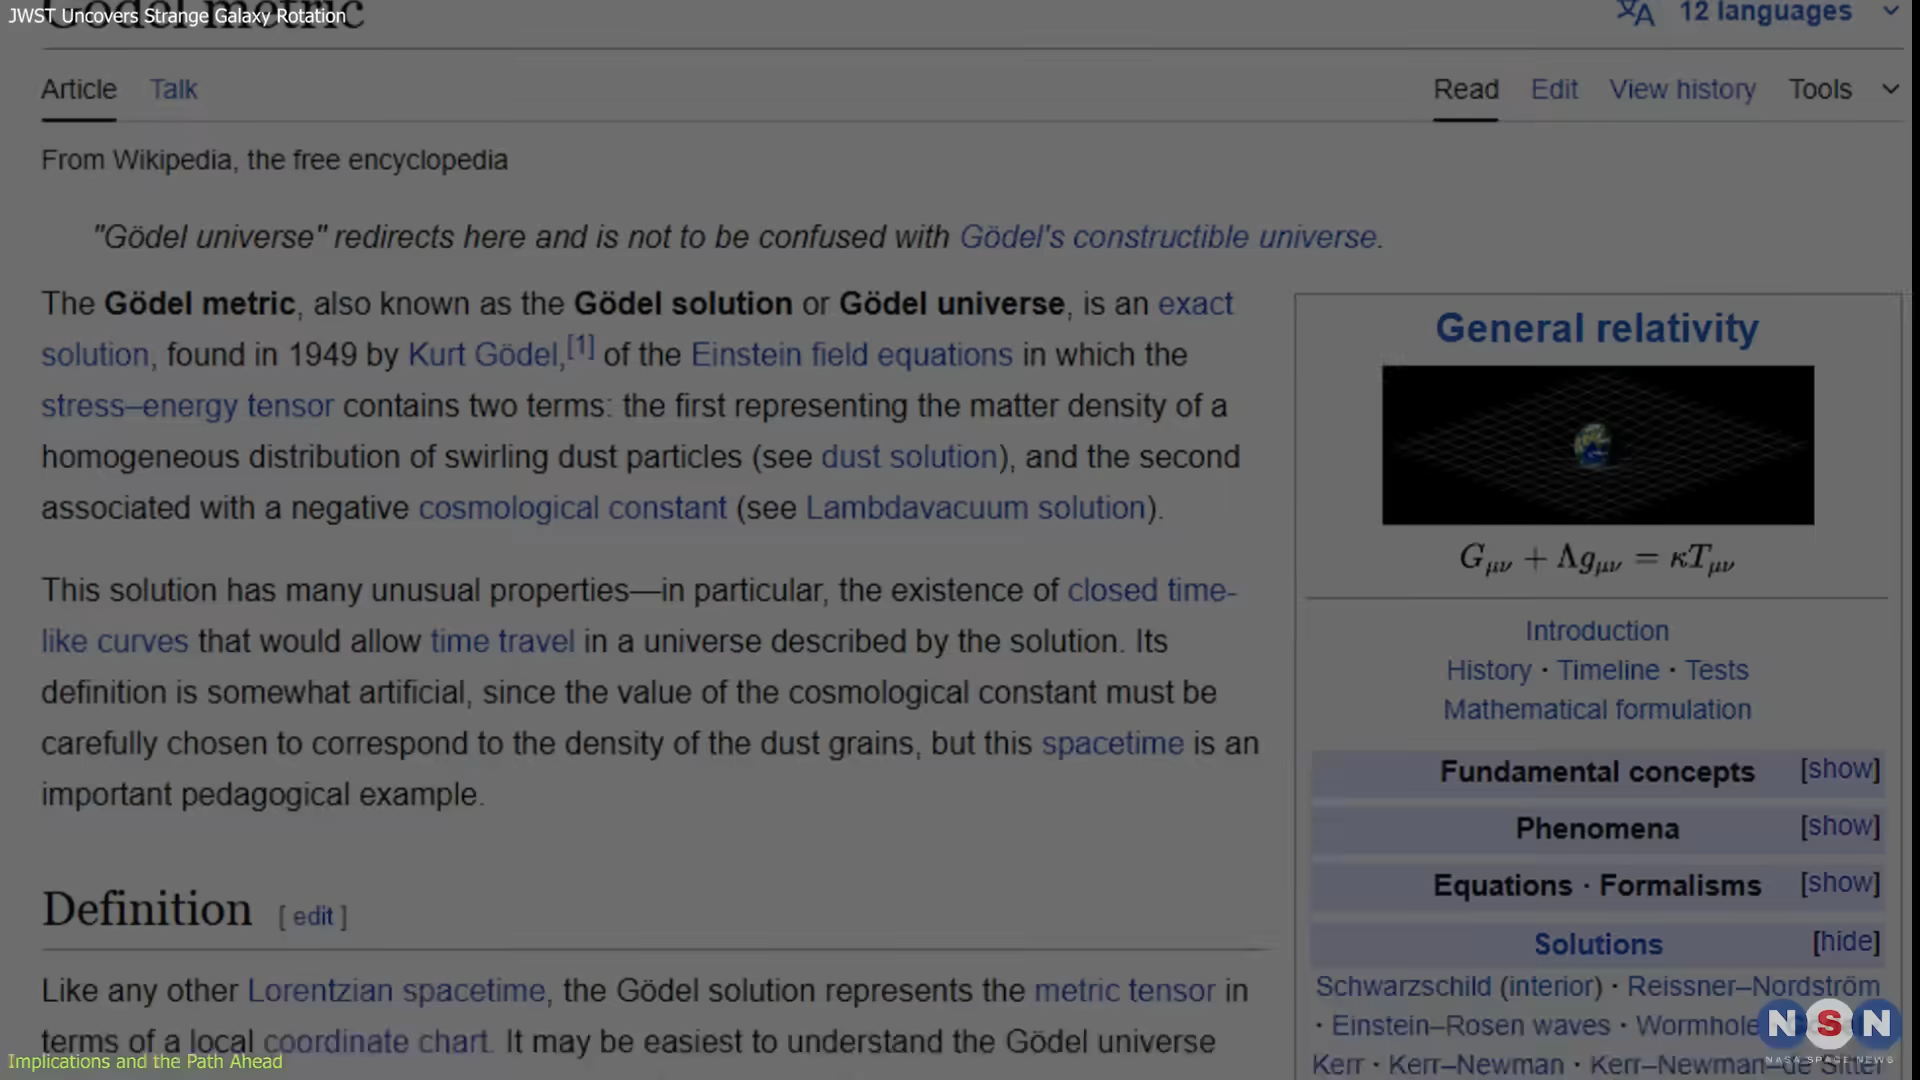 JWST Uncovers Strange Galaxy Rotation
Gödel metric
12 languages
Article Talk
Read Edit View history Tools
From Wikipedia, the free encyclopedia
"Gödel universe" redirects here and is not to be confused with Gödel's constructible universe.
The Gödel metric, also known as the Gödel solution or Gödel universe, is an exact
solution, found in 1949 by Kurt Gödel,[1] of the Einstein field equations in which the
stress–energy tensor contains two terms: the first representing the matter density of a
homogeneous distribution of swirling dust particles (see dust solution), and the second
associated with a negative cosmological constant (see Lambdavacuum solution).
This solution has many unusual properties—in particular, the existence of closed time-
like curves that would allow time travel in a universe described by the solution. Its
definition is somewhat artificial, since the value of the cosmological constant must be
carefully chosen to correspond to the density of the dust grains, but this spacetime is an
important pedagogical example.
Definition [ edit ]
Like any other Lorentzian spacetime, the Gödel solution represents the metric tensor in
terms of a local coordinate chart. It may be easiest to understand the Gödel universe
General relativity
Gμν + Λgμν = κTμν
Introduction
History · Timeline · Tests
Mathematical formulation
Fundamental concepts [show]
Phenomena [show]
Equations · Formalisms [show]
Solutions [hide]
Schwarzschild (interior) · Reissner–Nordström
· Einstein–Rosen waves · Wormhole
Kerr · Kerr–Newman · Kerr–Newman–de Sitter
NSN
NASA SPACE NEWS
Implications and the Path Ahead